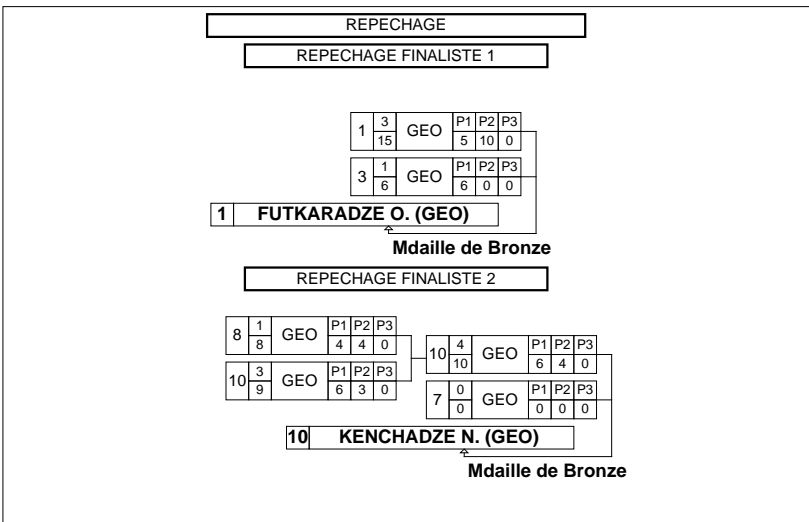 REPECHAGE
REPECHAGE FINALISTE 1
1 3 GEO P1 P2 P3
15 5 10 0
3 1 GEO P1 P2 P3
6 6 0 0
1 FUTKARADZE O. (GEO)
Mdaille de Bronze
REPECHAGE FINALISTE 2
8 1 GEO P1 P2 P3
8 4 4 0
10 3 GEO P1 P2 P3
9 6 3 0
10 4 GEO P1 P2 P3
10 6 4 0
7 0 GEO P1 P2 P3
0 0 0 0
10 KENCHADZE N. (GEO)
Mdaille de Bronze